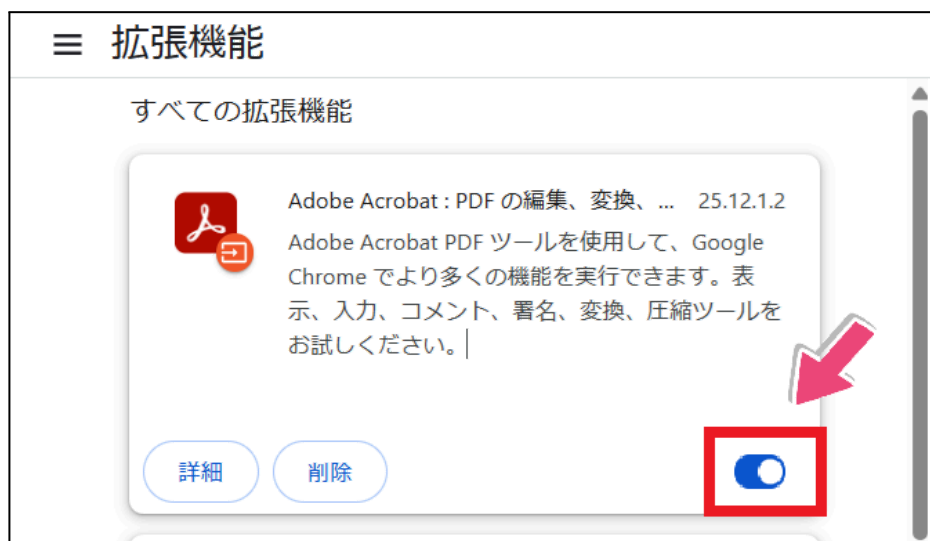 拡張機能
すべての拡張機能
Adobe Acrobat : PDF の編集、変換、... 25.12.1.2
Adobe Acrobat PDF ツールを使用して、Google
Chrome でより多くの機能を実行できます。表
示、入力、コメント、署名、変換、圧縮ツールを
お試しください。
詳細 削除